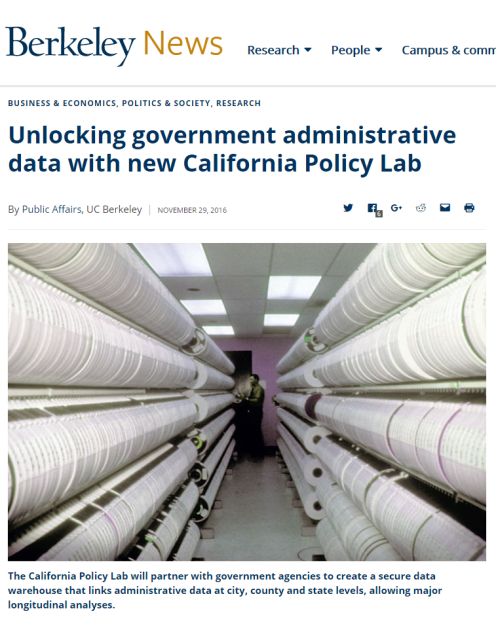 Berkeley News
Research People Campus & comm
BUSINESS & ECONOMICS, POLITICS & SOCIETY, RESEARCH
Unlocking government administrative
data with new California Policy Lab
By Public Affairs, UC Berkeley | NOVEMBER 29, 2016
G+
The California Policy Lab will partner with government agencies to create a secure data
warehouse that links administrative data at city, county and state levels, allowing major
longitudinal analyses.